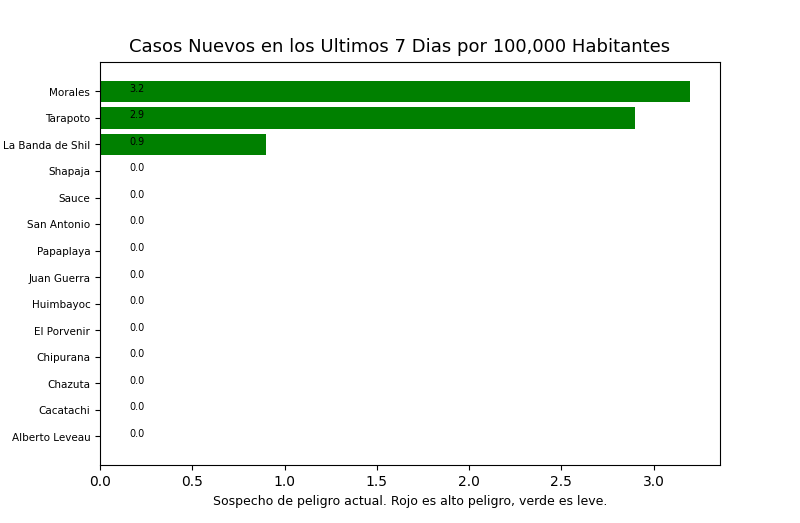 Casos Nuevos en los Ultimos 7 Dias por 100,000 Habitantes
Morales 3.2
Tarapoto 2.9
La Banda de Shil 0.9
Shapaja 0.0
Sauce 0.0
San Antonio 0.0
Papaplaya 0.0
Juan Guerra 0.0
Huimbayoc 0.0
El Porvenir 0.0
Chipurana 0.0
Chazuta 0.0
Cacatachi 0.0
Alberto Leveau 0.0
0.0 0.5 1.0 1.5 2.0 2.5 3.0
Sospecho de peligro actual. Rojo es alto peligro, verde es leve.